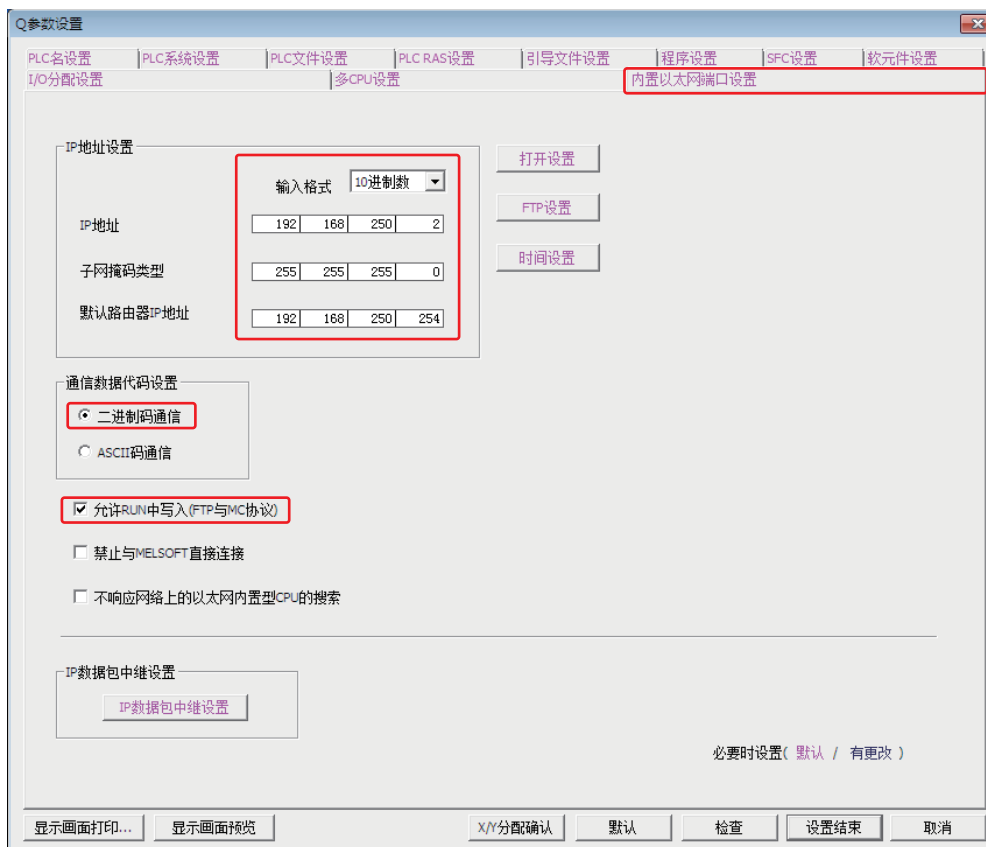 Q参数设置
PLC名设置 PLC系统设置 PLC文件设置 PLC RAS设置 引导文件设置 程序设置 SFC设置 软元件设置
I/O分配设置 多CPU设置 内置以太网端口设置
IP地址设置
输入格式 10进制数
IP地址 192 168 250 2
子网掩码类型 255 255 255 0
默认路由器IP地址 192 168 250 254
打开设置
FTP设置
时间设置
通信数据代码设置
二进制码通信
ASCII码通信
允许RUN中写入(FTP与MC协议)
禁止与MELSOFT直接连接
不响应网络上的以太网内置型CPU的搜索
IP数据包中继设置
IP数据包中继设置
必要时设置( 默认 / 有更改 )
显示画面打印... 显示画面预览 X/Y分配确认 默认 检查 设置结束 取消